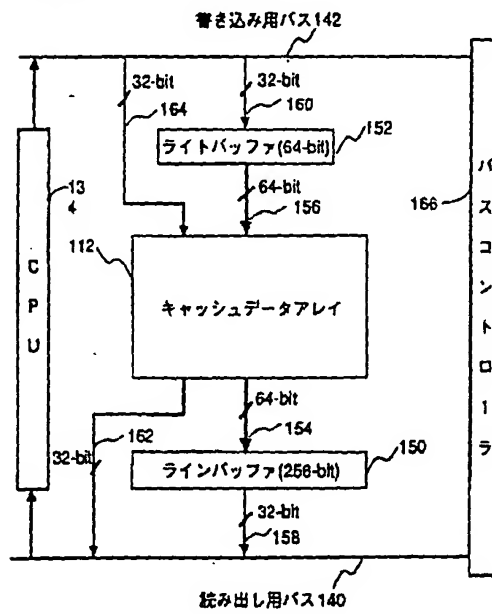 書き込み用バス142
32-bit
164
32-bit
160
152
ライトバッファ(64-bit)
134
64-bit
156
166
112
CPU
キャッシュデータアレイ
バスコントローラ
64-bit
154
162
32-bit
150
ラインバッファ(256-bit)
32-bit
158
読み出し用バス140